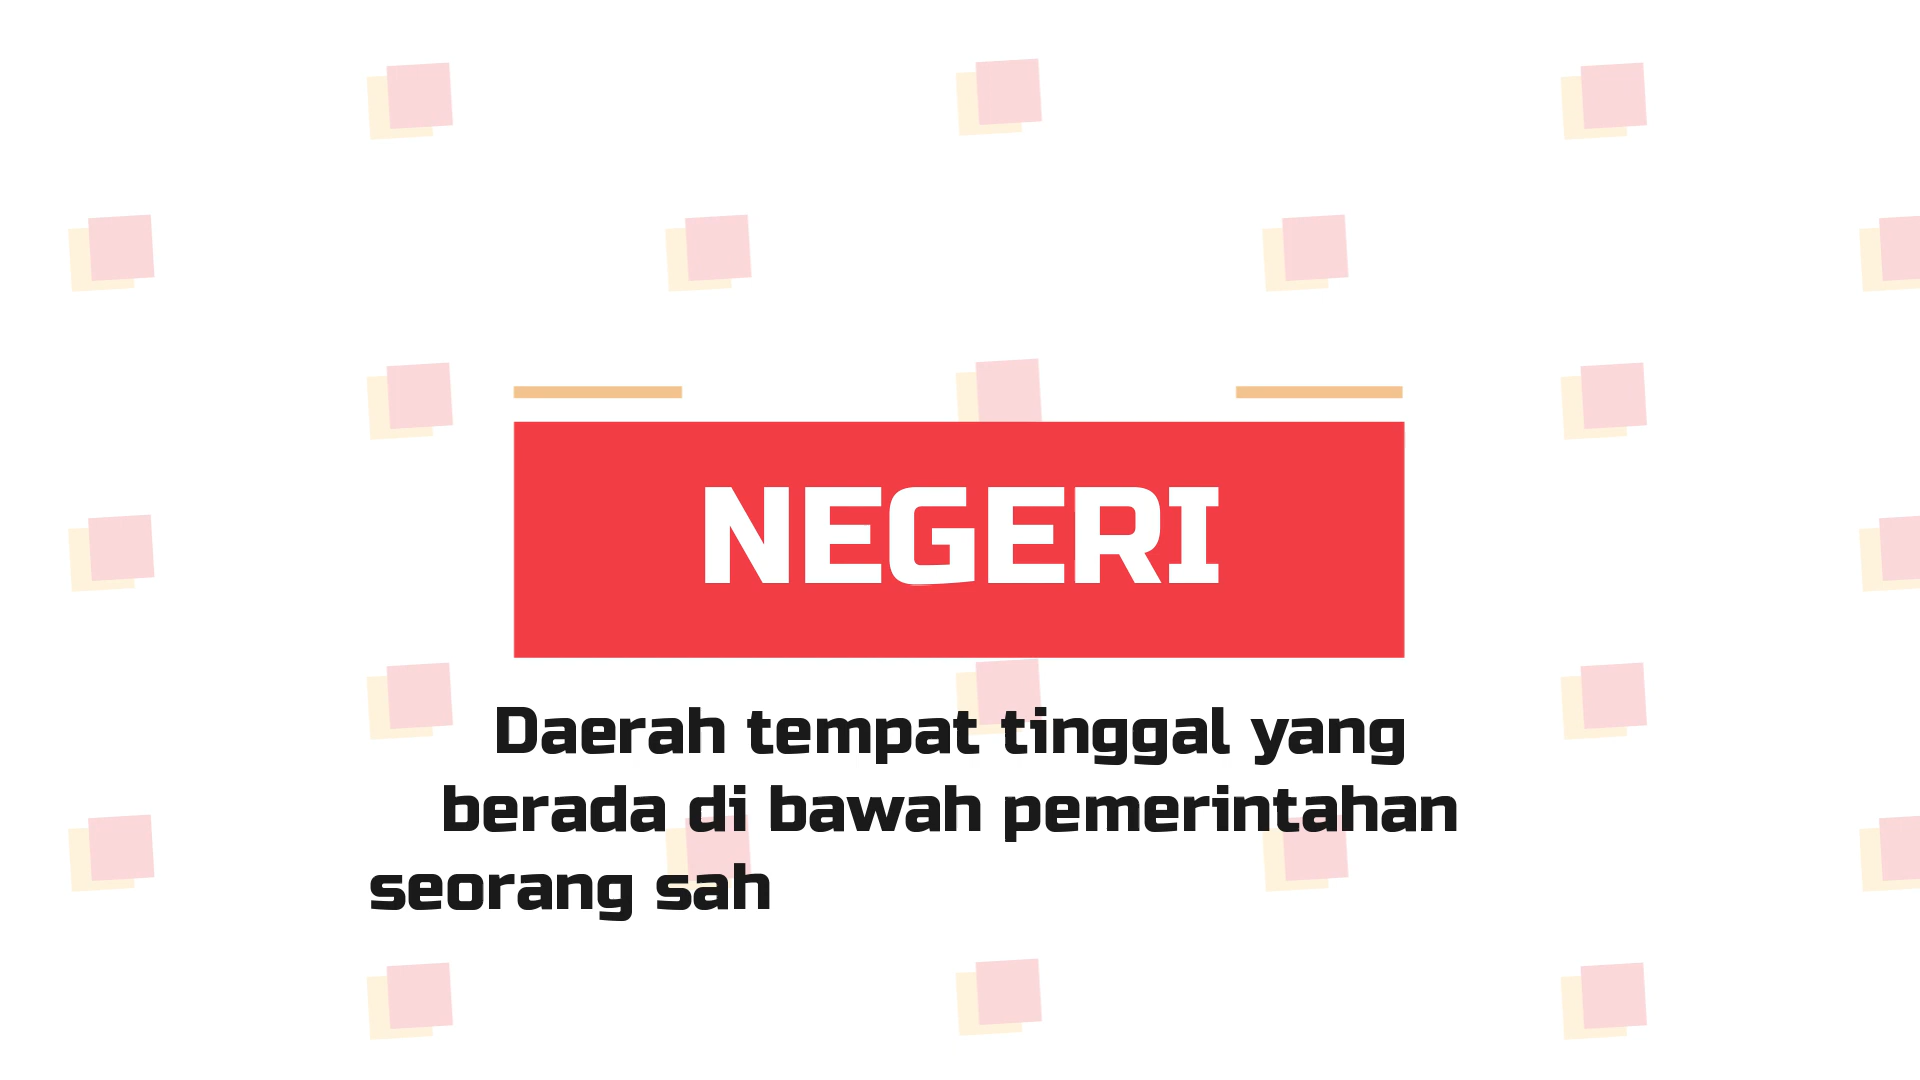 NEGERI
Daerah tempat tinggal yang
berada di bawah pemerintahan
seorang sah